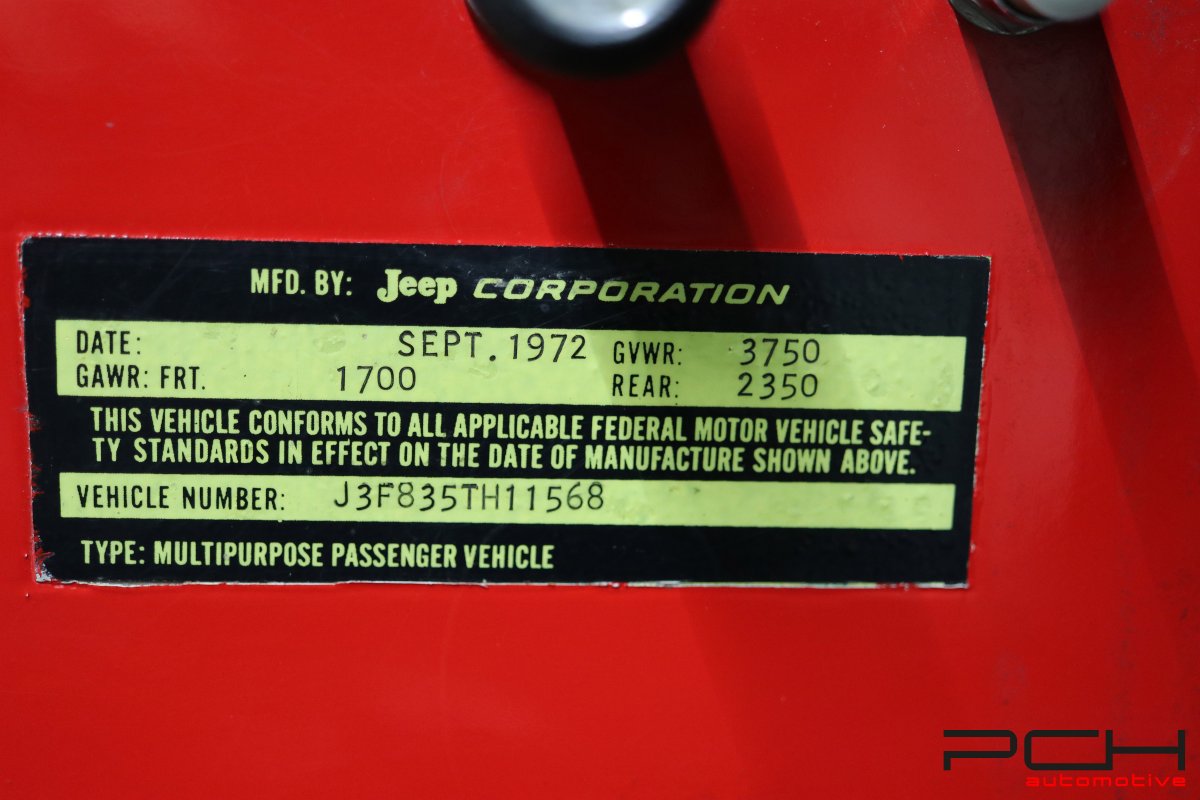 MFD. BY: Jeep CORPORATION
DATE: SEPT. 1972 GVWR: 3750
GAWR: FRT. 1700 REAR: 2350
THIS VEHICLE CONFORMS TO ALL APPLICABLE FEDERAL MOTOR VEHICLE SAFE-
TY STANDARDS IN EFFECT ON THE DATE OF MANUFACTURE SHOWN ABOVE.
VEHICLE NUMBER: J3F835TH11568
TYPE: MULTIPURPOSE PASSENGER VEHICLE
PCH
automotive